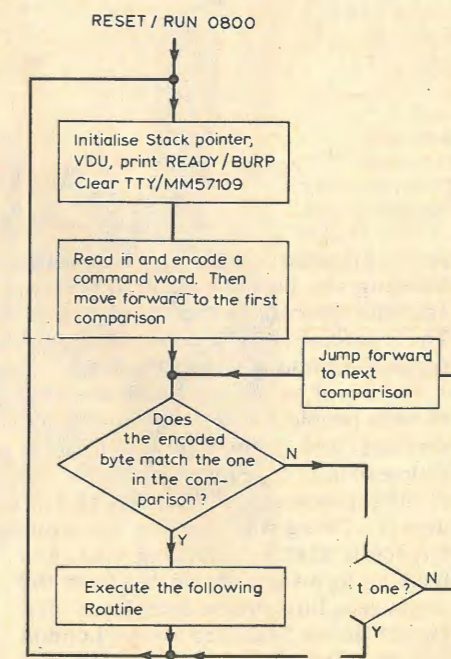 RESET / RUN 0800
Initialise Stack pointer,
VDU, print READY/BURP
Clear TTY/MM57109
Read in and encode a
command word. Then
move forward to the first
comparison
Jump forward
to next
comparison
Does
the encoded
byte match the one
in the com-
parison?
N
Y
Execute the following
Routine
t one?
N
Y